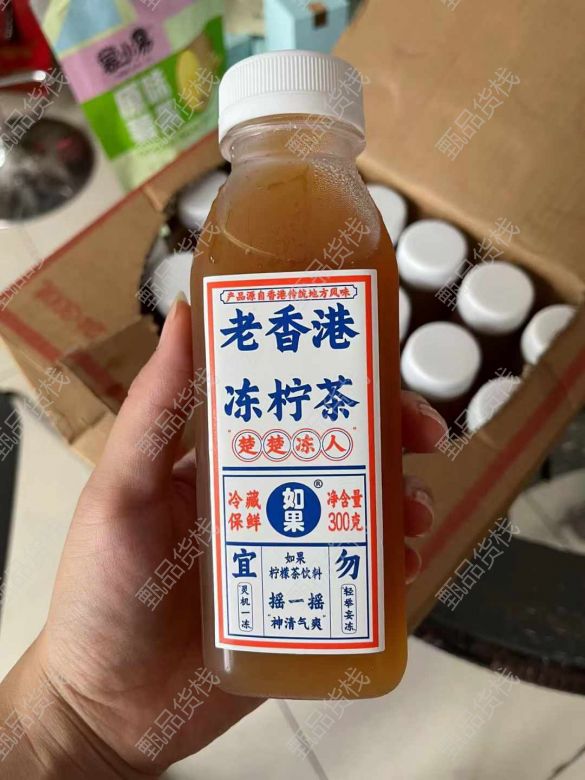 爱小果
产品源自香港传统地方风味
老香港
冻柠茶
"楚楚冻人"
冷藏
保鲜
如果®
净含量
300克
宜
灵机一冻
如果
柠檬茶饮料
摇一摇
"神清气爽"
勿
轻举妄冻
甄品货栈